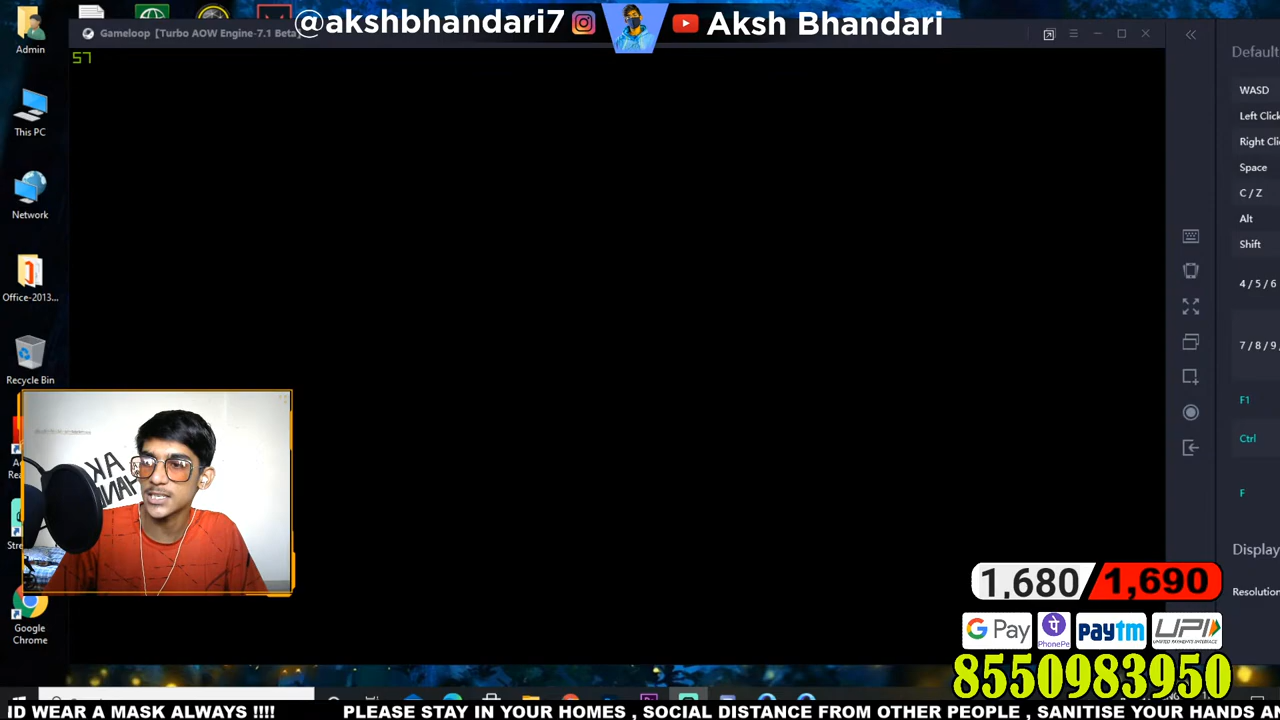 @akshbhandari7 Aksh Bhandari
Gameloop【Turbo AOW Engine-7.1 Beta
57
Admin
This PC
Network
Office-2013...
Recycle Bin
Google
Chrome
Default
WASD
Left Click
Space
C / Z
Alt
Shift
4 / 5 / 6
7 / 8 / 9
F1
Ctrl
F
Display
Resolution
AK
1,680/1,690
G Pay
PhonePe
paytm
UPI
UNIFIED PAYMENTS INTERFACE
8550983950
ID WEAR A MASK ALWAYS !!!! PLEASE STAY IN YOUR HOMES , SOCIAL DISTANCE FROM OTHER PEOPLE , SANITISE YOUR HANDS AN